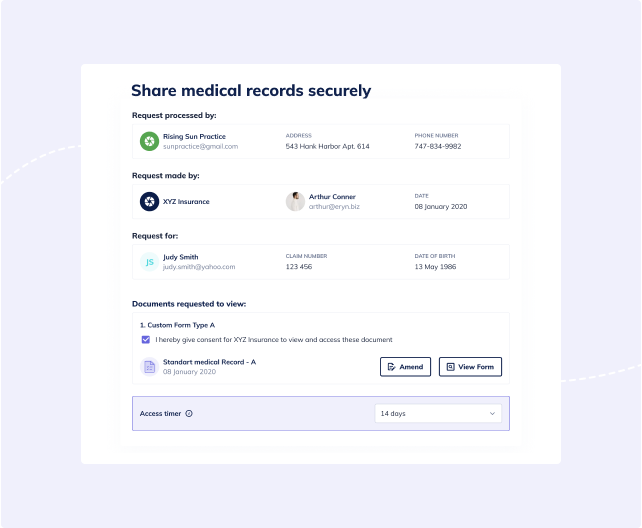 Share medical records securely
Request processed by:
Rising Sun Practice
sunpractice@gmail.com
ADDRESS
543 Hank Harbor Apt. 614
PHONE NUMBER
747-834-9982
Request made by:
XYZ Insurance
Arthur Conner
arthur@eryn.biz
DATE
08 January 2020
Request for:
JS
Judy Smith
judy.smith@yahoo.com
CLAIM NUMBER
123 456
DATE OF BIRTH
13 May 1986
Documents requested to view:
1. Custom Form Type A
I hereby give consent for XYZ Insurance to view and access these document
Standart medical Record - A
08 January 2020
Amend
View Form
Access timer
14 days